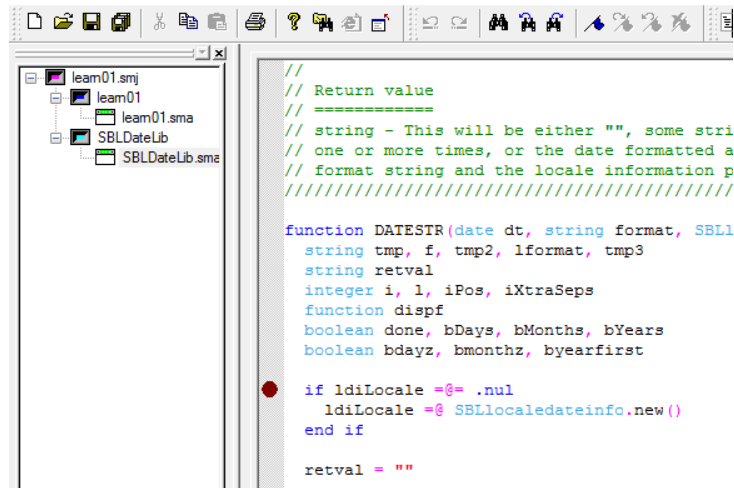 learn01.smj
learn01
learn01.sma
SBLDateLib
SBLDateLib.sma
//
// Return value
// ============
// string - This will be either "", some stri
// one or more times, or the date formatted a
// format string and the locale information p
/////////////////////////////////////////////
function DATESTR(date dt, string format, SBLl
string tmp, f, tmp2, lformat, tmp3
string retval
integer i, l, iPos, iXtraSeps
function dispf
boolean done, bDays, bMonths, bYears
boolean bdayz, bmonthz, byearfirst
if ldiLocale =@= .nul
ldiLocale =@ SBLlocaledateinfo.new()
end if
retval = ""